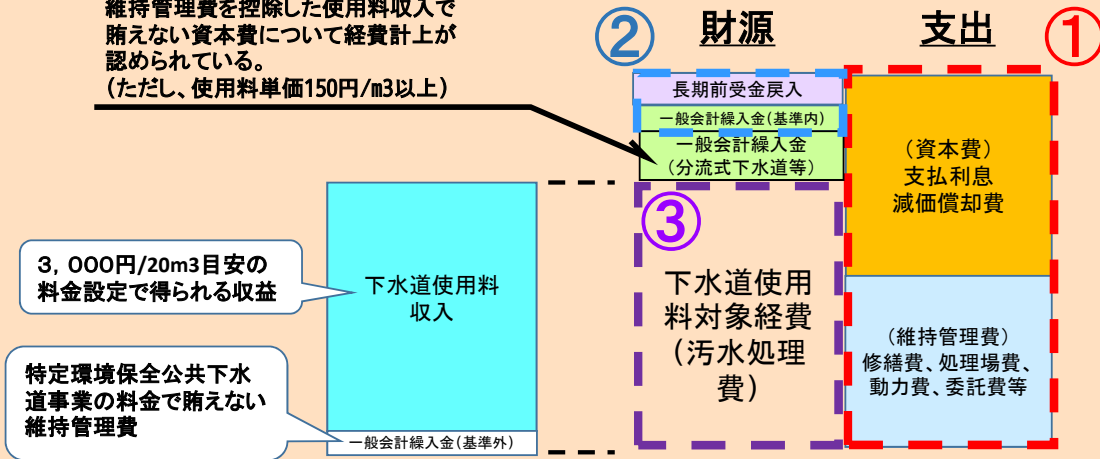 維持管理費を控除した使用料収入で
賄えない資本費について経費計上が
認められている。
(ただし、使用料単価150円/m3以上)
② 財源 支出 ①
長期前受金戻入
一般会計繰入金(基準内)
一般会計繰入金
(分流式下水道等)
(資本費)
支払利息
減価償却費
③
3,000円/20m3目安の
料金設定で得られる収益
下水道使用料
収入
下水道使用
料対象経費
(汚水処理
費)
(維持管理費)
修繕費、処理場費、
動力費、委託費等
特定環境保全公共下水
道事業の料金で賄えない
維持管理費
一般会計繰入金(基準外)